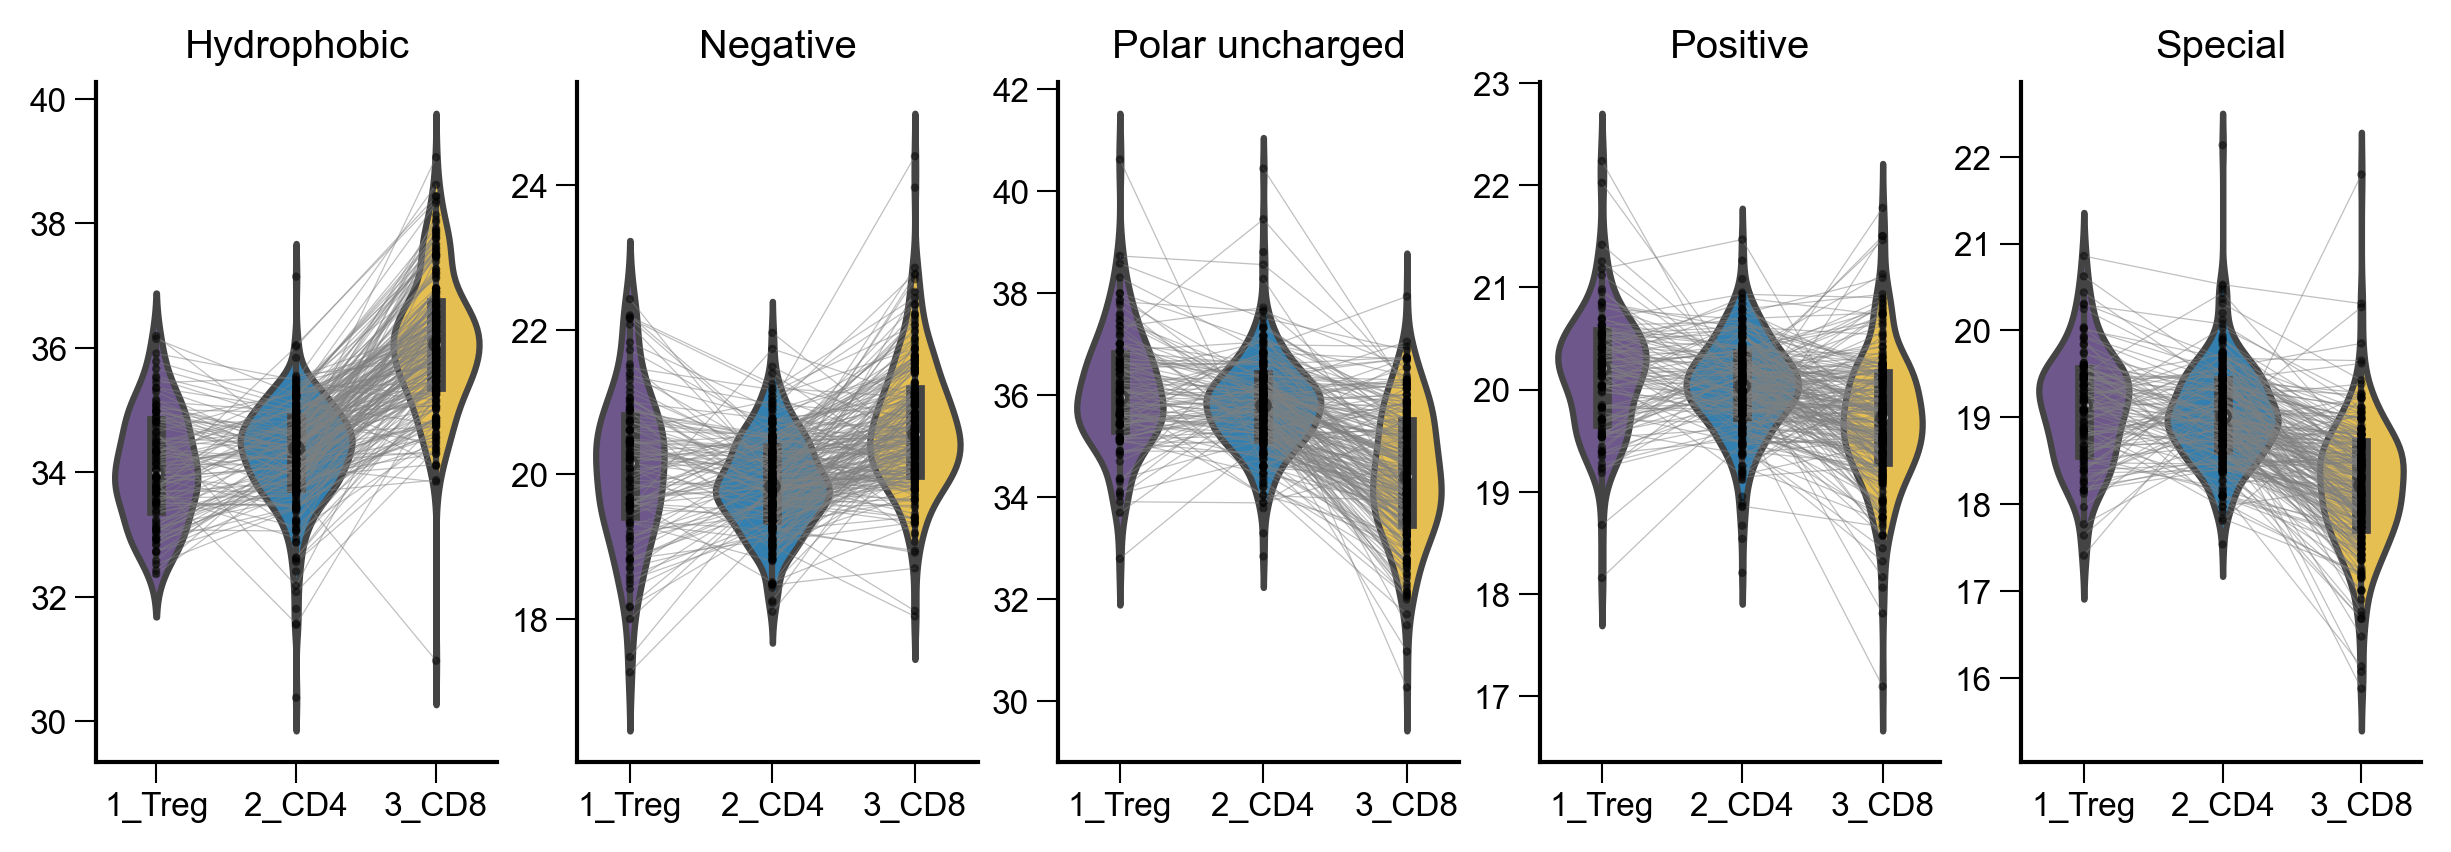 Hydrophobic
Negative
Polar uncharged
Positive
Special
40
38
36
34
32
30
1_Treg
2_CD4
3_CD8
24
22
20
18
1_Treg
2_CD4
3_CD8
42
40
38
36
34
32
30
1_Treg
2_CD4
3_CD8
23
22
21
20
19
18
17
1_Treg
2_CD4
3_CD8
22
21
20
19
18
17
16
1_Treg
2_CD4
3_CD8